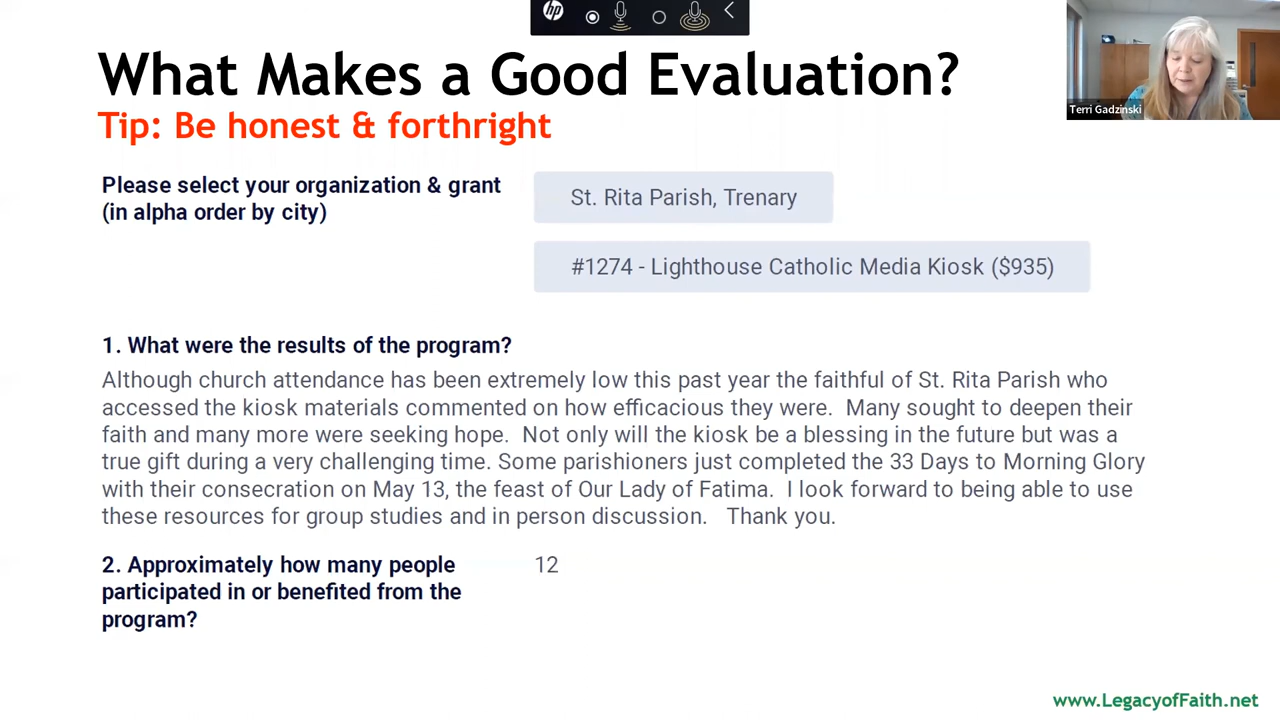 hp
What Makes a Good Evaluation?
Tip: Be honest & forthright
Terri Gadzinski
Please select your organization & grant
(in alpha order by city)
St. Rita Parish, Trenary
#1274 - Lighthouse Catholic Media Kiosk ($935)
1. What were the results of the program?
Although church attendance has been extremely low this past year the faithful of St. Rita Parish who
accessed the kiosk materials commented on how efficacious they were.  Many sought to deepen their
faith and many more were seeking hope.  Not only will the kiosk be a blessing in the future but was a
true gift during a very challenging time. Some parishioners just completed the 33 Days to Morning Glory
with their consecration on May 13, the feast of Our Lady of Fatima.  I look forward to being able to use
these resources for group studies and in person discussion.   Thank you.
2. Approximately how many people
participated in or benefited from the
program?
12
www.LegacyofFaith.net